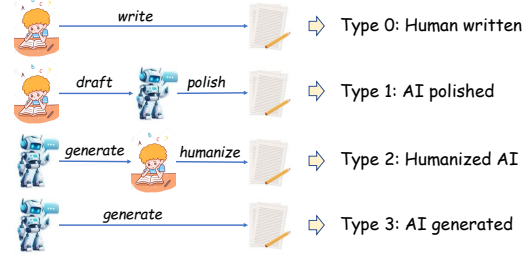 write
Type 0: Human written
draft polish
Type 1: AI polished
generate humanize
Type 2: Humanized AI
generate
Type 3: AI generated